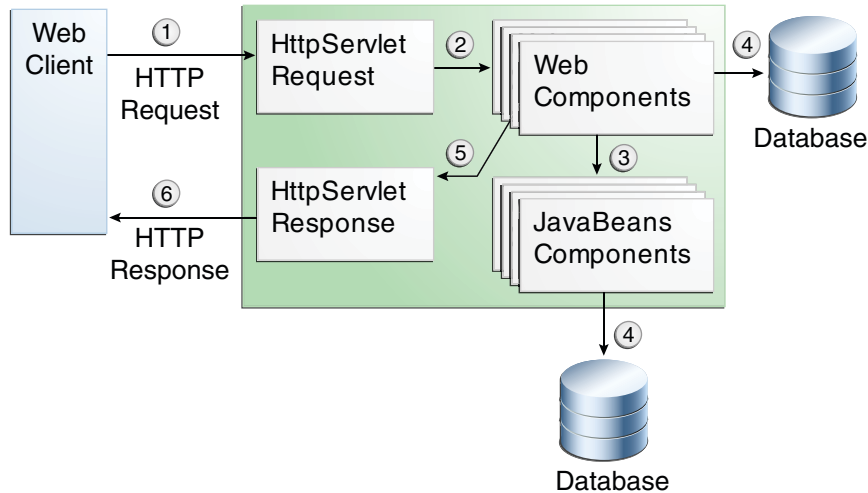 Web
Client
1
HTTP
Request
HttpServlet
Request
2
Web
Components
4
Database
3
5
HttpServlet
Response
6
HTTP
Response
JavaBeans
Components
4
Database